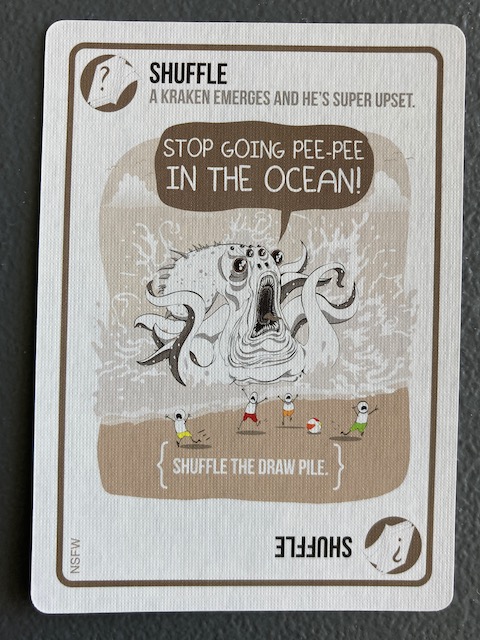 ?
SHUFFLE
A KRAKEN EMERGES AND HE'S SUPER UPSET.
STOP GOING PEE-PEE
IN THE OCEAN!
{ SHUFFLE THE DRAW PILE. }
SHUFFLE
?
NSFW